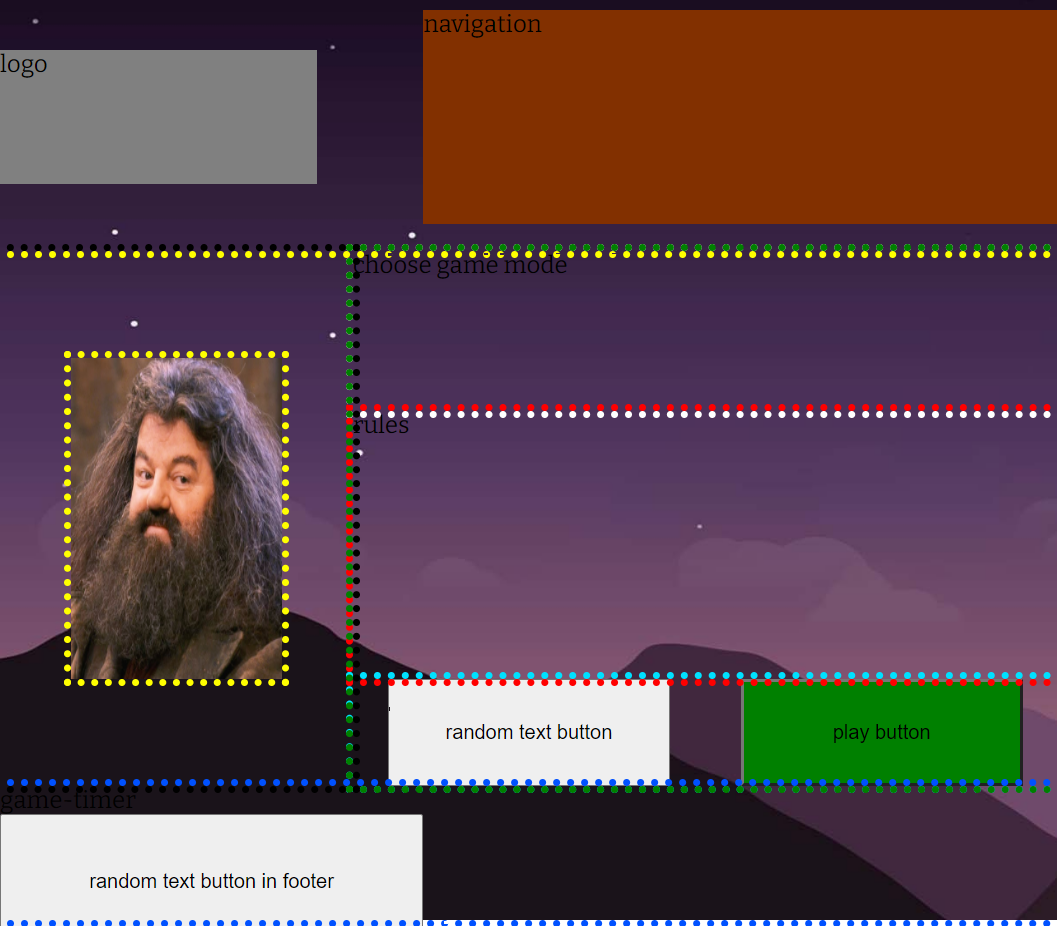 navigation
logo
choose game mode
rules
random text button
play button
game-timer
random text button in footer